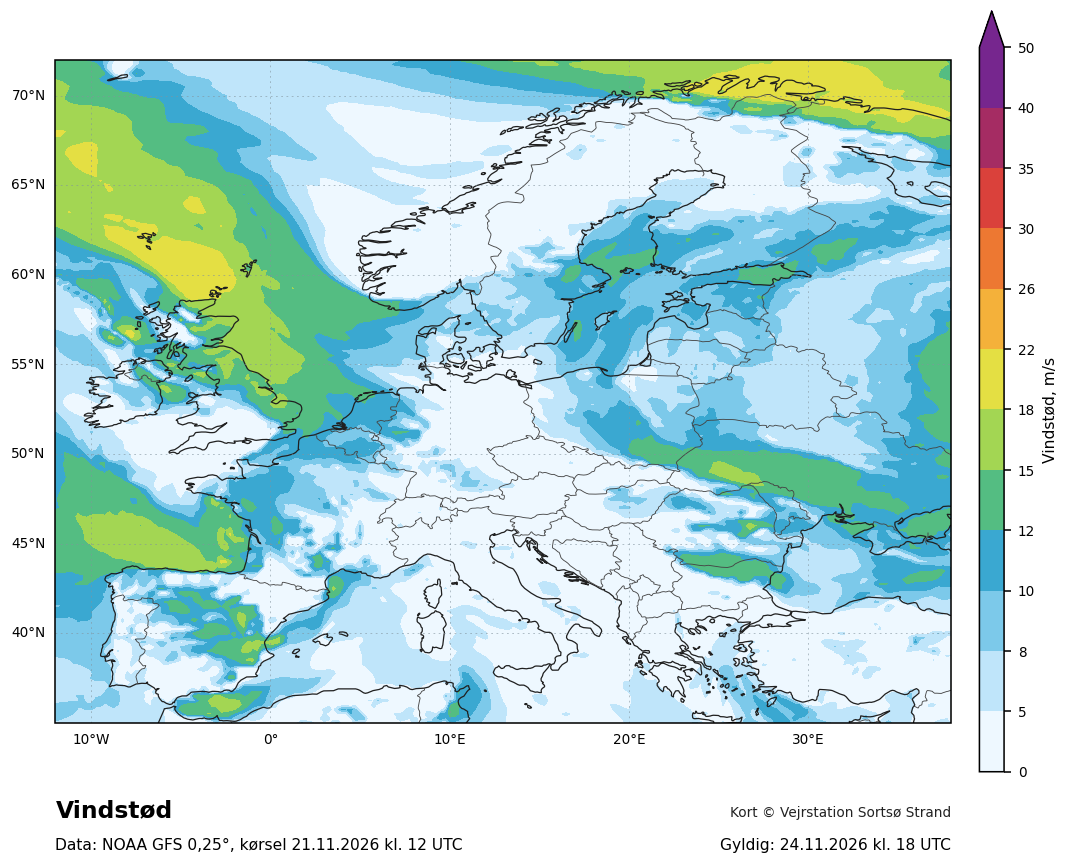 70°N
65°N
60°N
55°N
50°N
45°N
40°N
10°W
0°
10°E
20°E
30°E
50
40
35
30
26
22
18
15
12
10
8
5
0
Vindstød, m/s
Vindstød
Kort © Vejrstation Sortsø Strand
Data: NOAA GFS 0,25°, kørsel 21.11.2026 kl. 12 UTC
Gyldig: 24.11.2026 kl. 18 UTC